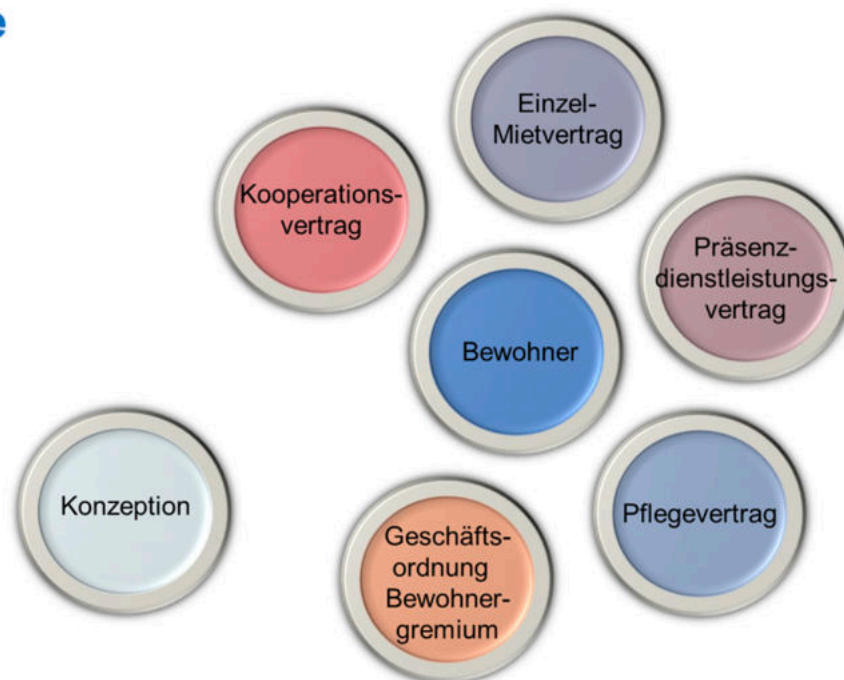 e
Einzel-
Mietvertrag
Kooperations-
vertrag
Präsenz-
dienstleistungs-
vertrag
Bewohner
Konzeption
Geschäfts-
ordnung
Bewohner-
gremium
Pflegevertrag